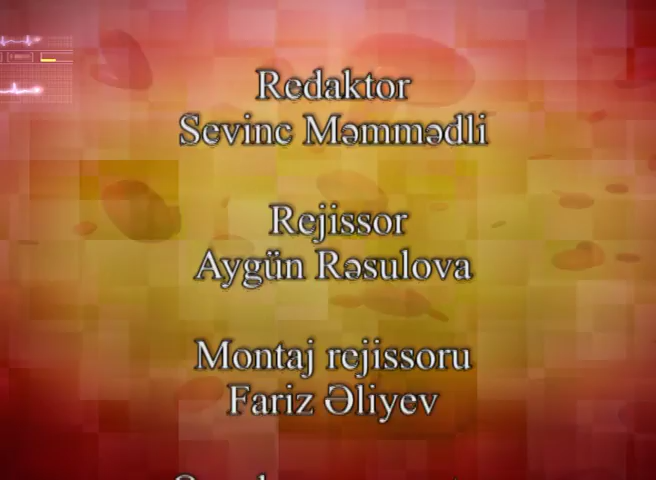 Redaktor
Sevinc Məmmədli
Rejissor
Aygün Rəsulova
Montaj rejissoru
Fariz Əliyev